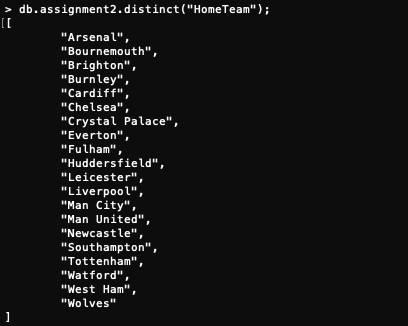 > db.assignment2.distinct("HomeTeam");
[[
"Arsenal",
"Bournemouth",
"Brighton",
"Burnley",
"Cardiff",
"Chelsea",
"Crystal Palace",
"Everton",
"Fulham",
"Huddersfield",
"Leicester",
"Liverpool",
"Man City",
"Man United",
"Newcastle",
"Southampton",
"Tottenham",
"Watford",
"West Ham",
"Wolves"
]